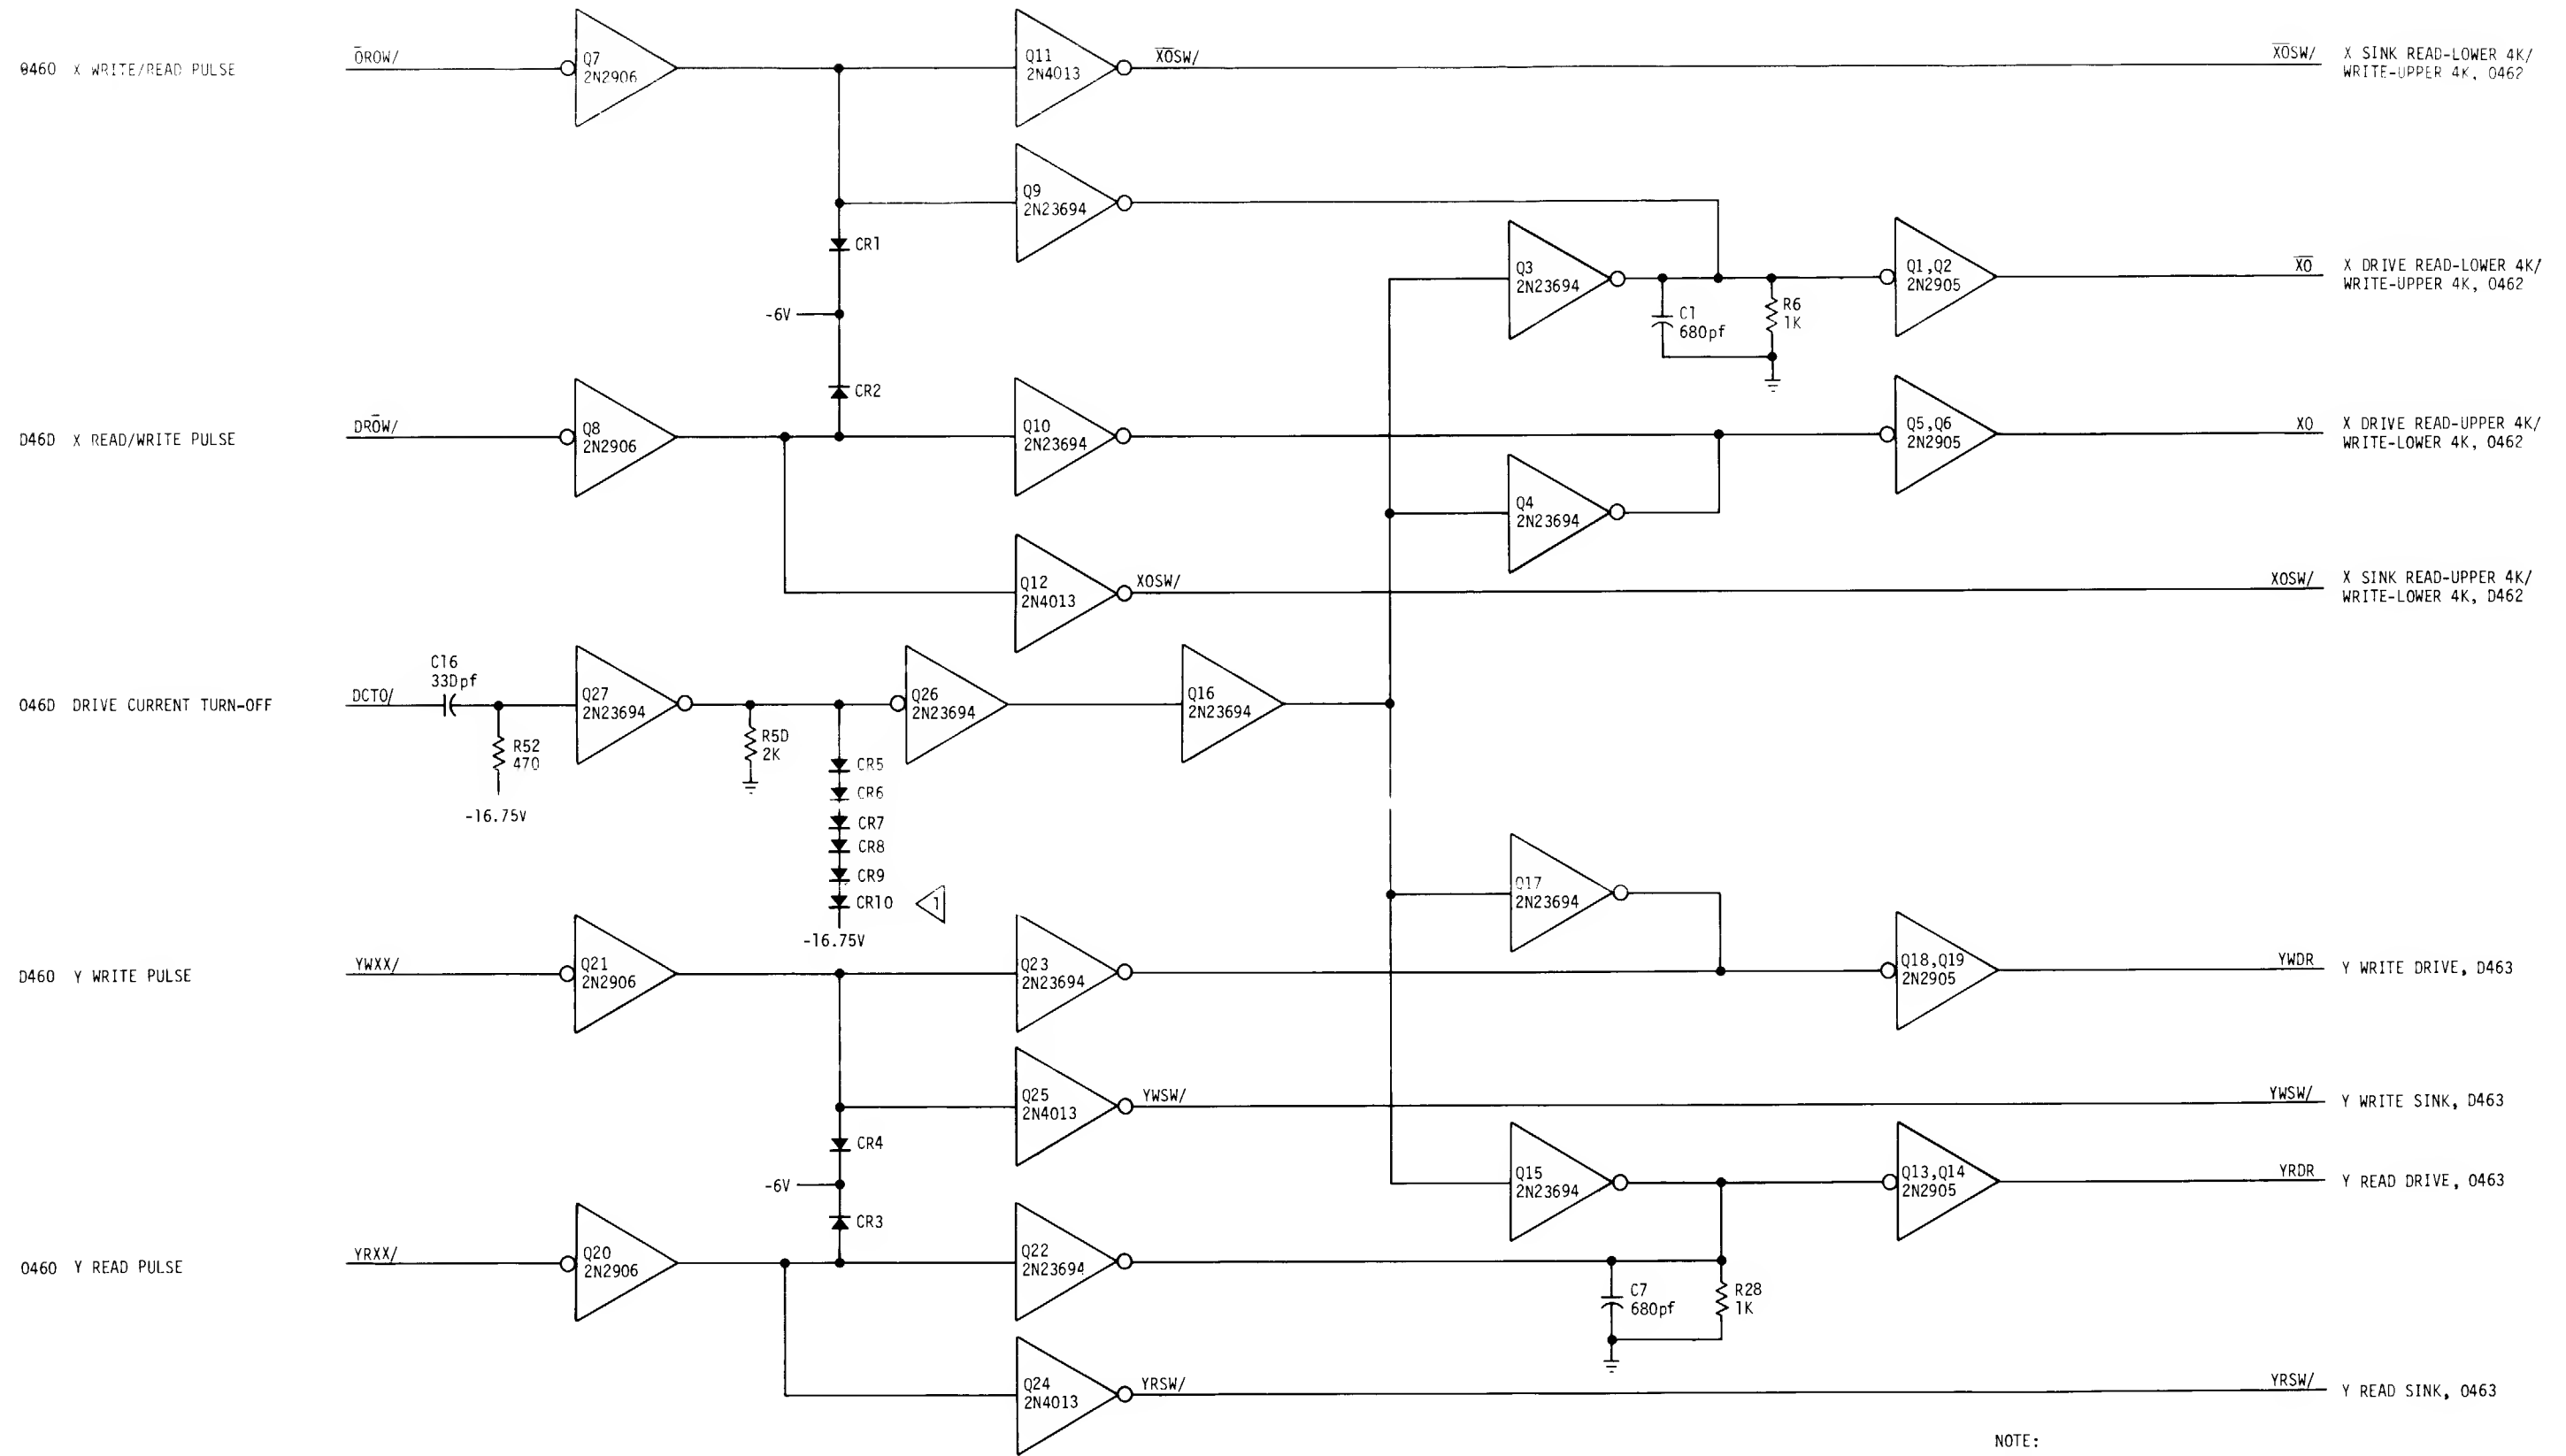 0460 X WRITE/READ PULSE
O̅ROW/
Q7
2N2906
Q11
2N4013
X̅O̅SW/
X̅O̅SW/
X SINK READ-LOWER 4K/
WRITE-UPPER 4K, 0462
Q9
2N23694
CR1
-6V
CR2
Q3
2N23694
C1
680pf
R6
1K
Q1,Q2
2N2905
X̅O̅
X DRIVE READ-LOWER 4K/
WRITE-UPPER 4K, 0462
D46D X READ/WRITE PULSE
DRO̅W/
Q8
2N2906
Q10
2N23694
Q4
2N23694
Q5,Q6
2N2905
XO
X DRIVE READ-UPPER 4K/
WRITE-LOWER 4K, 0462
Q12
2N4013
XOSW/
XOSW/
X SINK READ-UPPER 4K/
WRITE-LOWER 4K, D462
O46D DRIVE CURRENT TURN-OFF
DCTO/
C16
33Dpf
R52
470
-16.75V
Q27
2N23694
R5D
2K
CR5
CR6
CR7
CR8
CR9
CR10
1
-16.75V
Q26
2N23694
Q16
2N23694
Q17
2N23694
D460 Y WRITE PULSE
YWXX/
Q21
2N2906
Q23
2N23694
Q18,Q19
2N2905
YWDR
Y WRITE DRIVE, D463
Q25
2N4013
YWSW/
YWSW/
Y WRITE SINK, D463
CR4
-6V
CR3
Q15
2N23694
Q13,Q14
2N2905
YRDR
Y READ DRIVE, 0463
0460 Y READ PULSE
YRXX/
Q20
2N2906
Q22
2N23694
C7
680pf
R28
1K
Q24
2N4013
YRSW/
YRSW/
Y READ SINK, 0463
NOTE: